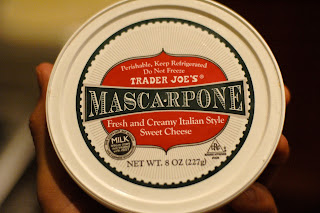 Perishable, Keep Refrigerated
Do Not Freeze
TRADER JOE'S®
MASCARPONE
Fresh and Creamy Italian Style
Sweet Cheese
MILK
NET WT. 8 OZ (227g)